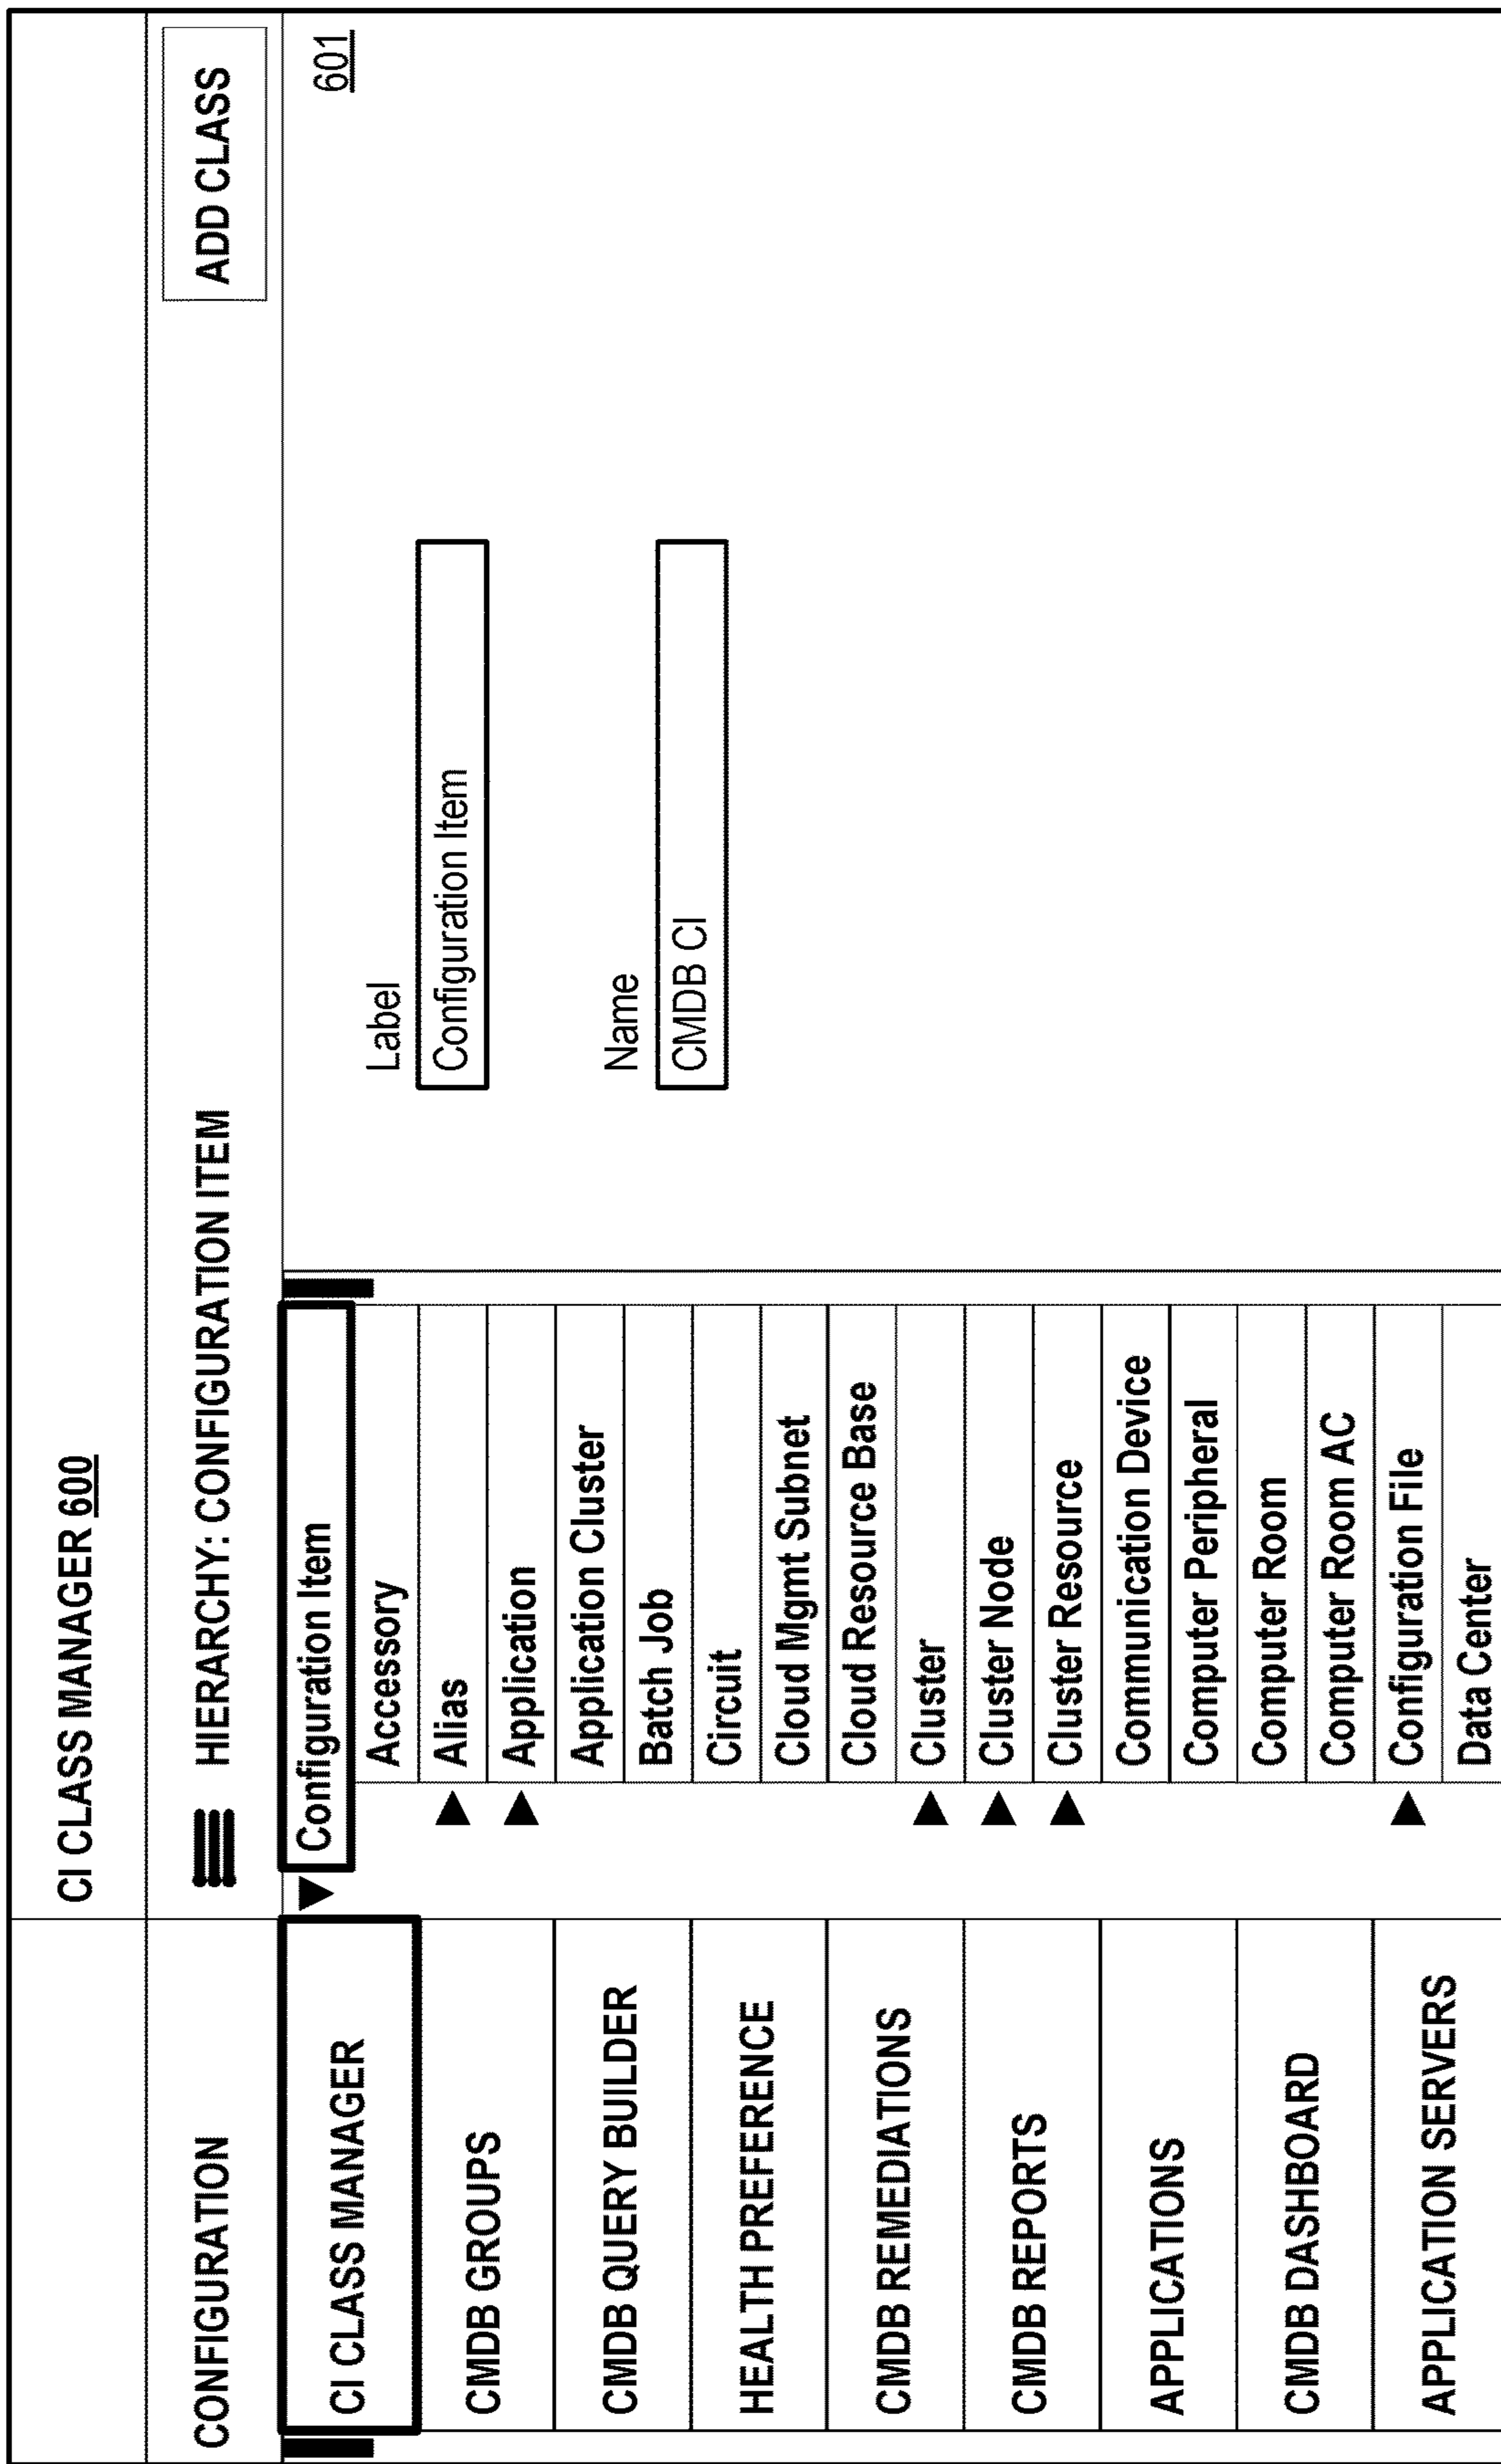 CI CLASS MANAGER 600
CONFIGURATION
HIERARCHY: CONFIGURATION ITEM
ADD CLASS
CI CLASS MANAGER
CMDB GROUPS
CMDB QUERY BUILDER
HEALTH PREFERENCE
CMDB REMEDIATIONS
CMDB REPORTS
APPLICATIONS
CMDB DASHBOARD
APPLICATION SERVERS
Configuration Item
Accessory
Alias
Application
Application Cluster
Batch Job
Circuit
Cloud Mgmt Subnet
Cloud Resource Base
Cluster
Cluster Node
Cluster Resource
Communication Device
Computer Peripheral
Computer Room
Computer Room AC
Configuration File
Data Center
601
Label
Configuration Item
Name
CMDB CI